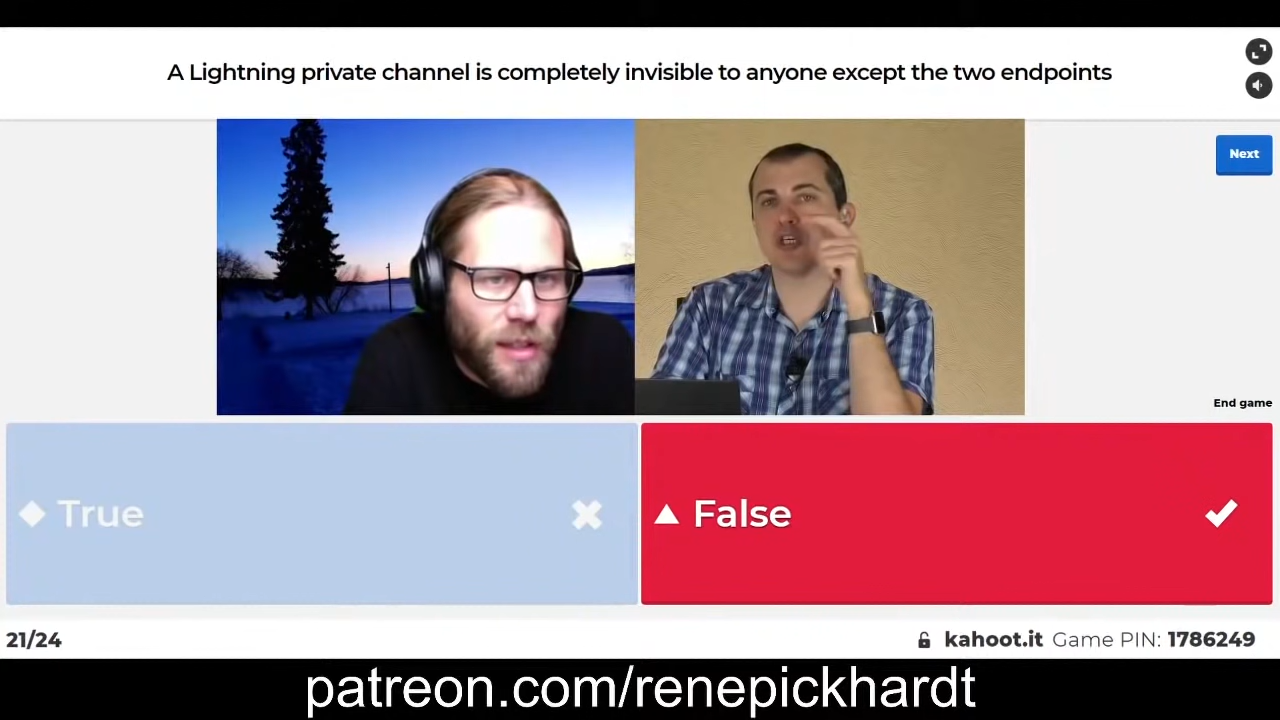 A Lightning private channel is completely invisible to anyone except the two endpoints
Next
End game
True
False
21/24
kahoot.it Game PIN: 1786249
patreon.com/renepickhardt